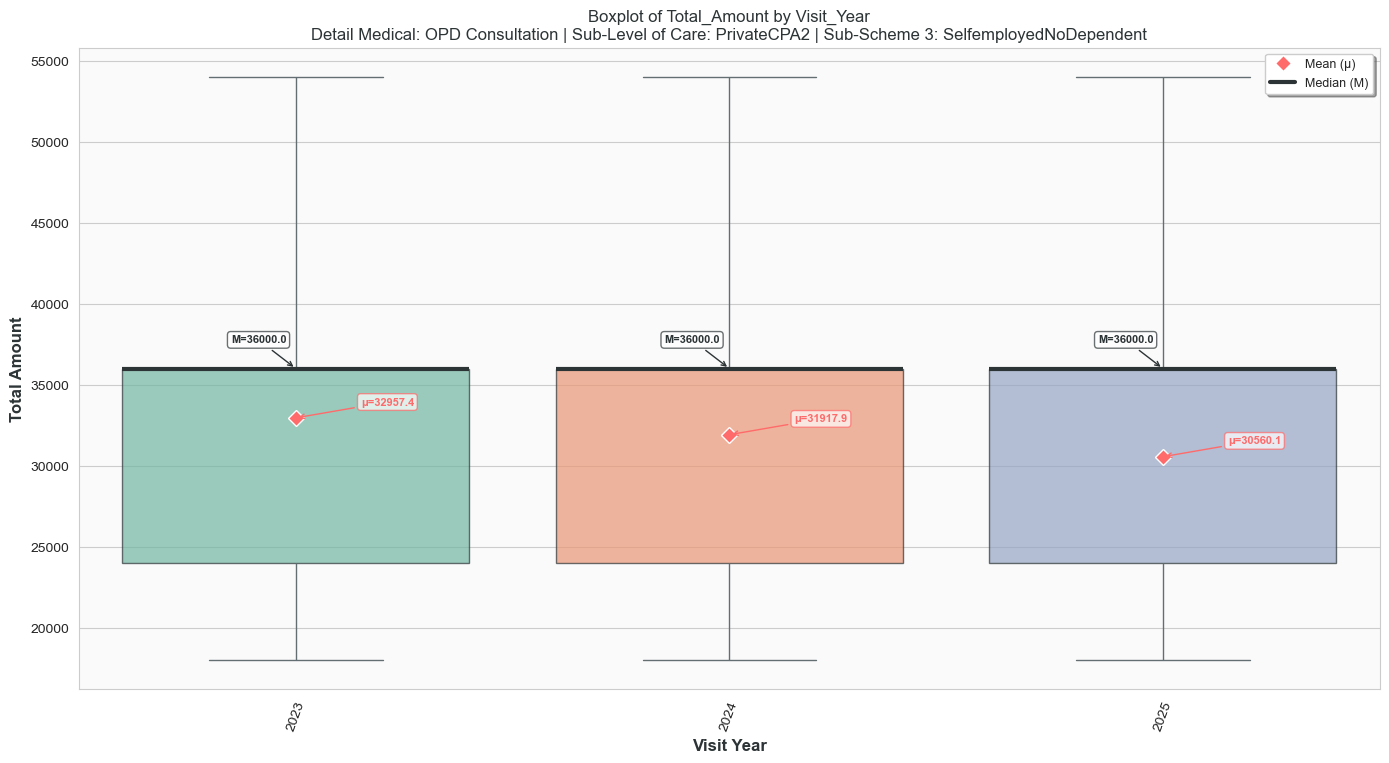 Boxplot of Total_Amount by Visit_Year
Detail Medical: OPD Consultation | Sub-Level of Care: PrivateCPA2 | Sub-Scheme 3: SelfemployedNoDependent
Mean (μ)
Median (M)
Total Amount
55000
50000
45000
40000
35000
30000
25000
20000
M=36000.0
μ=32957.4
M=36000.0
μ=31917.9
M=36000.0
μ=30560.1
2023
2024
2025
Visit Year